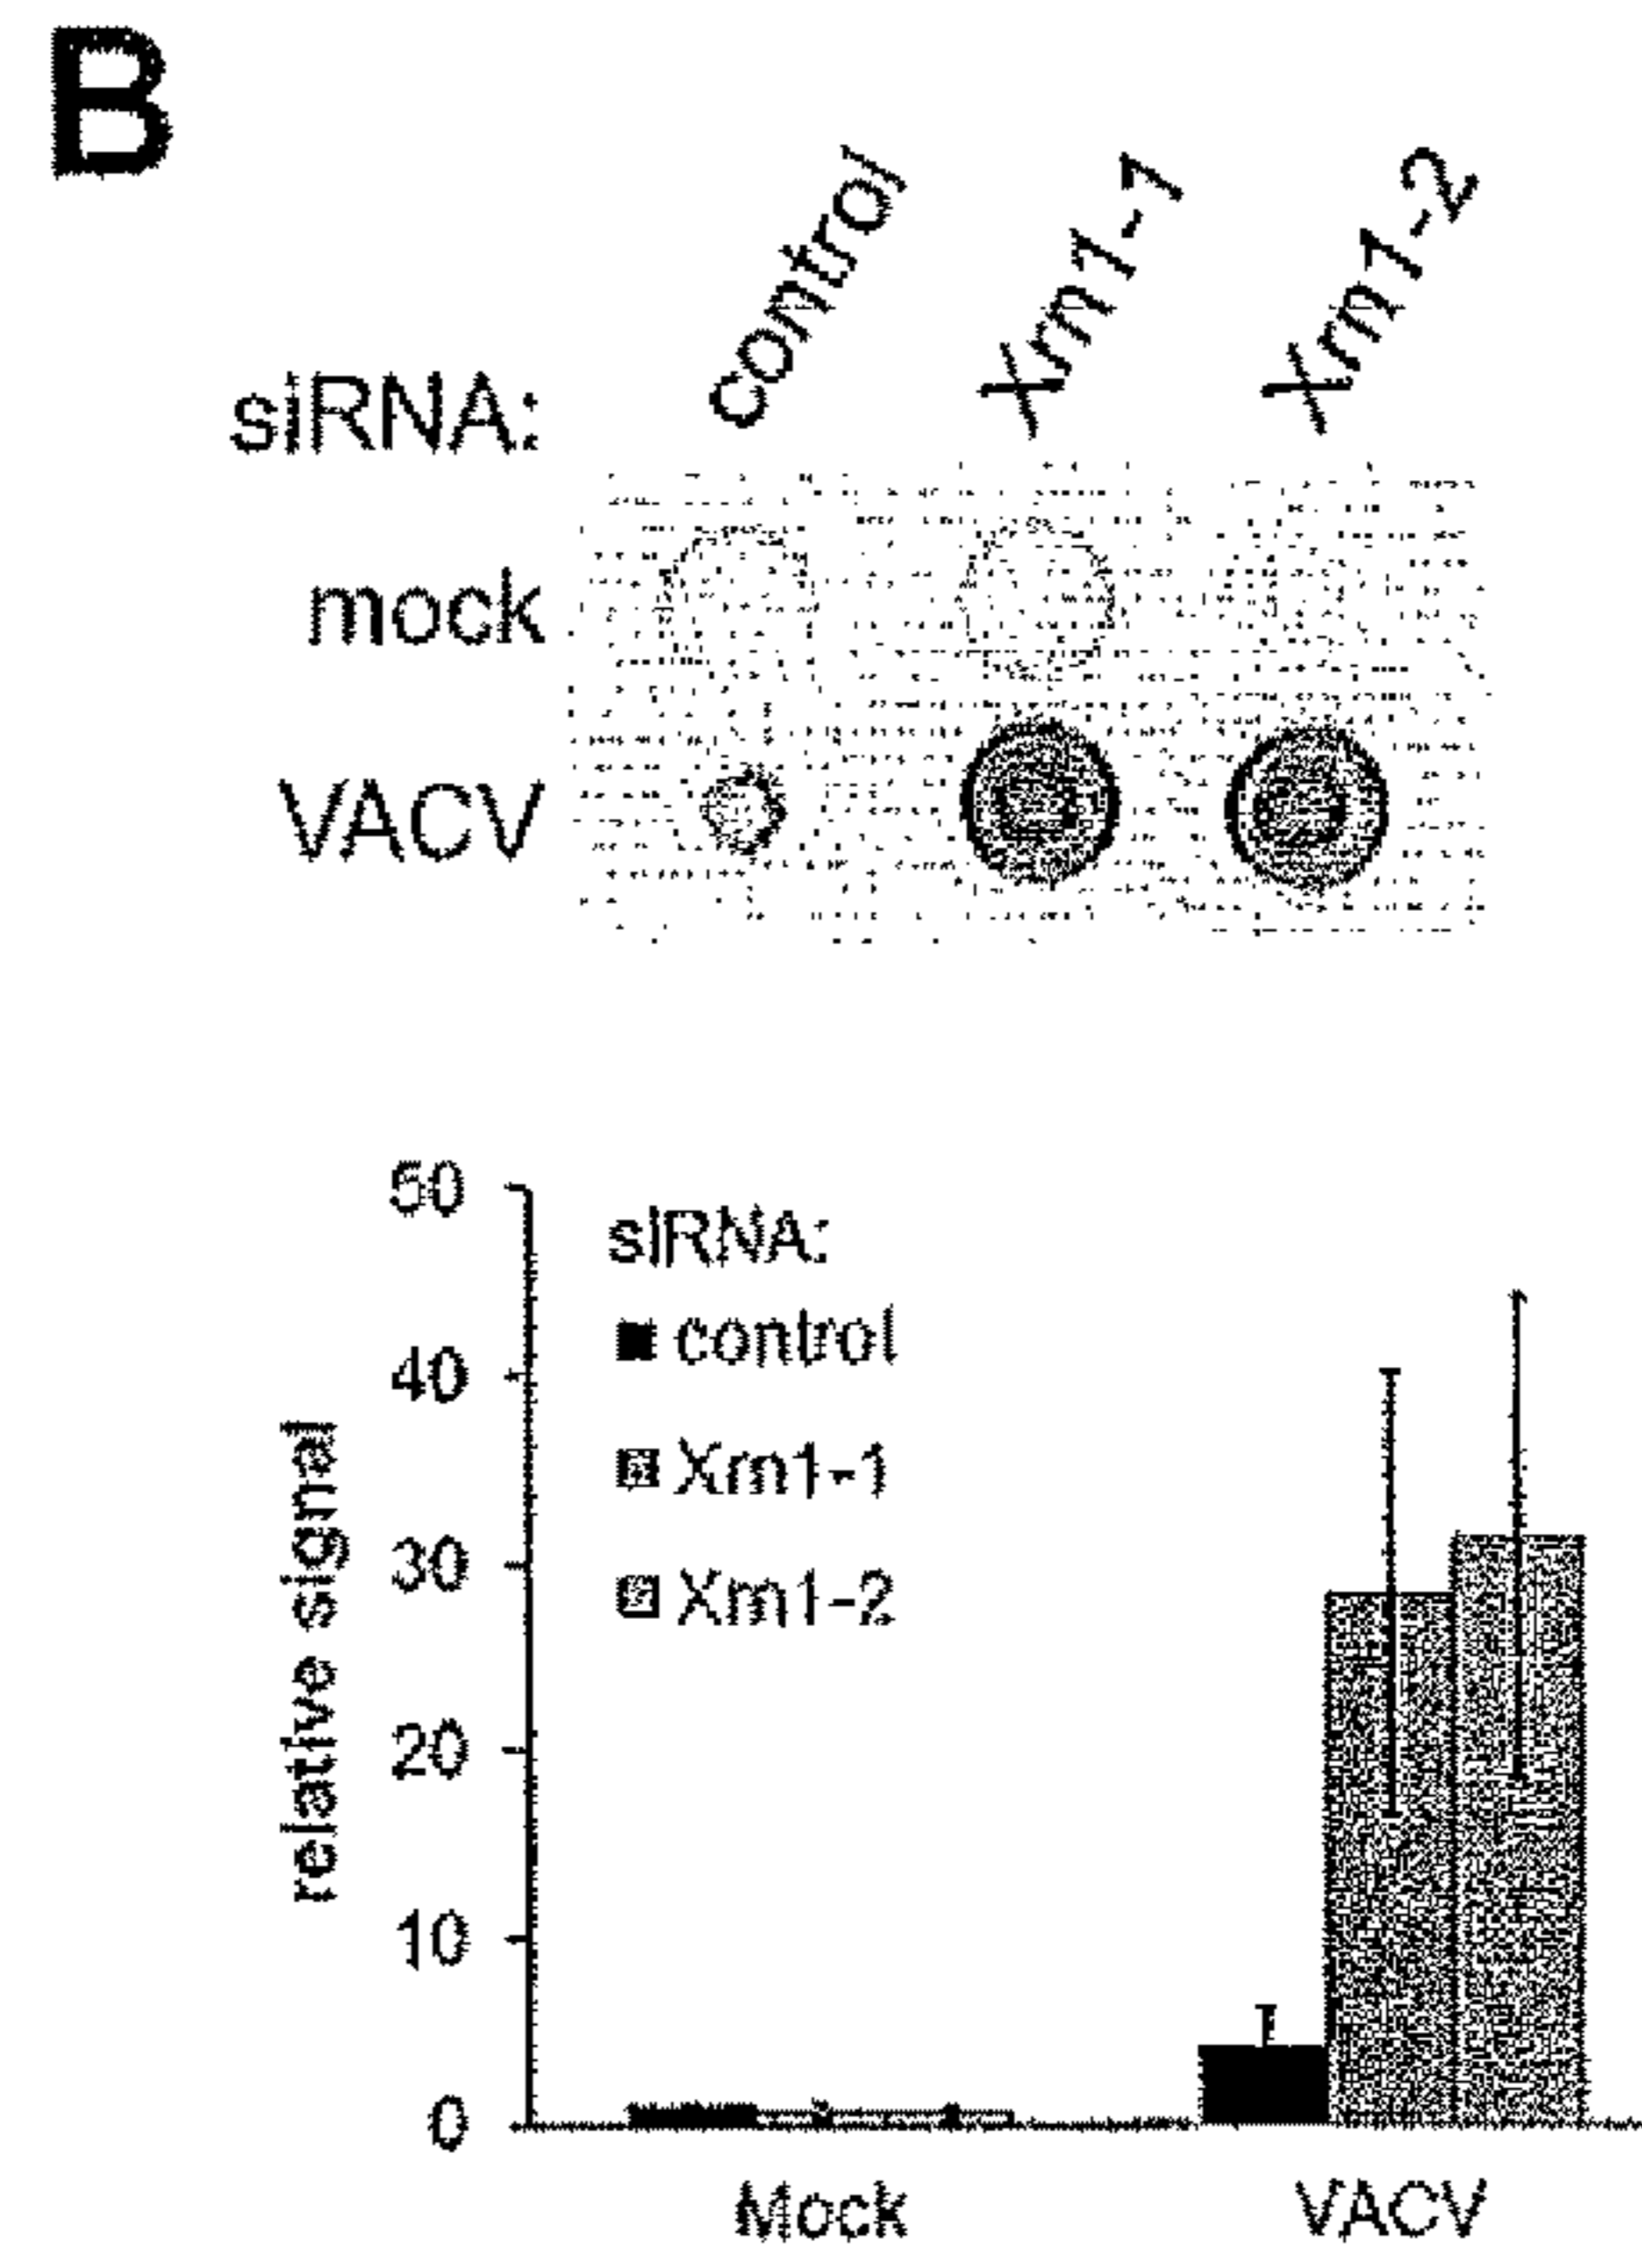 B
control Xrn1-1 Xrn1-2
siRNA:
mock
VACV
50
40
30
20
10
0
relative signal
siRNA:
control
Xrn1-1
Xrn1-2
Mock VACV